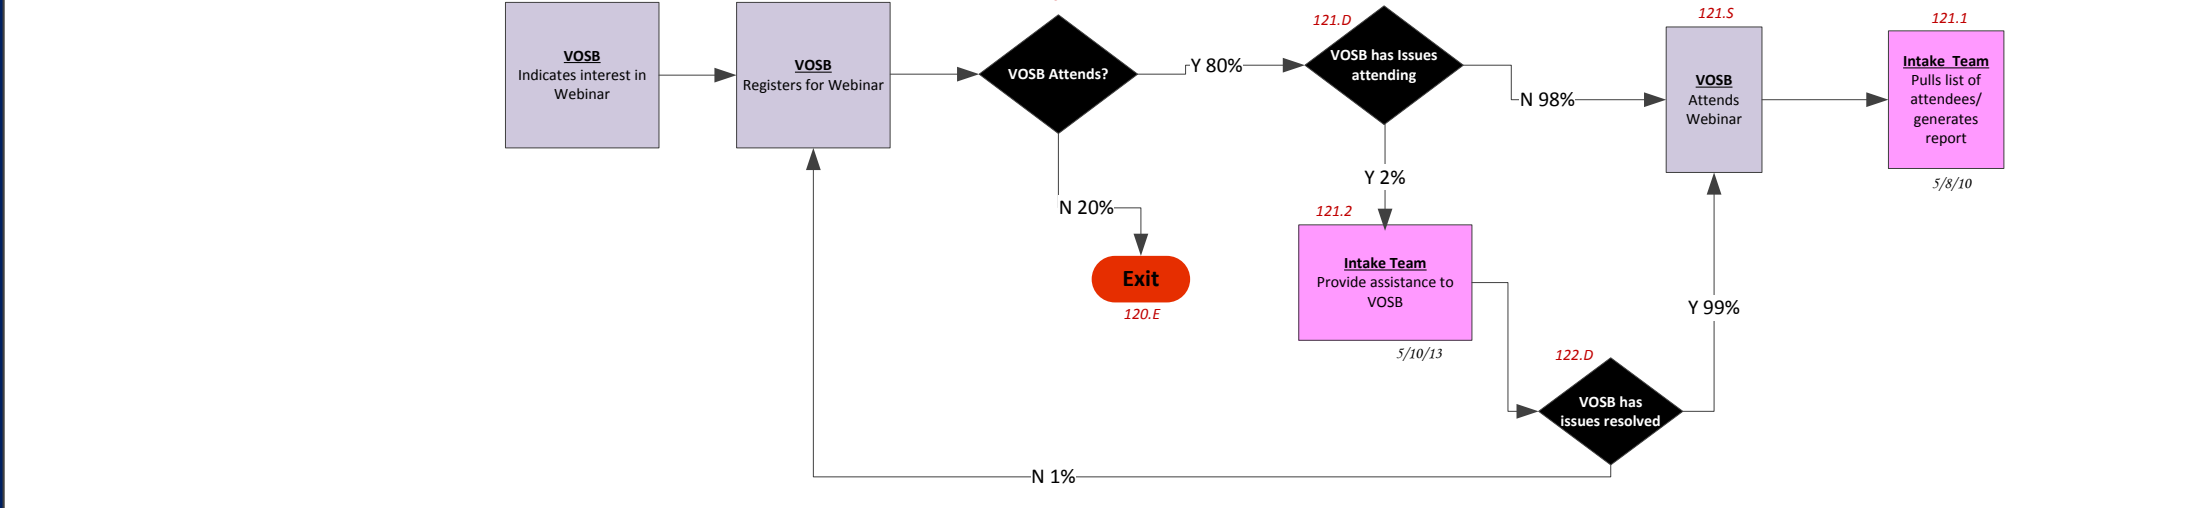 VOSB
Indicates interest in
Webinar
VOSB
Registers for Webinar
VOSB Attends?
Y 80%
N 20%
Exit
120.E
121.D
VOSB has Issues
attending
N 98%
Y 2%
121.2
Intake Team
Provide assistance to
VOSB
5/10/13
122.D
VOSB has
issues resolved
Y 99%
N 1%
121.S
VOSB
Attends
Webinar
121.1
Intake Team
Pulls list of
attendees/
generates
report
5/8/10